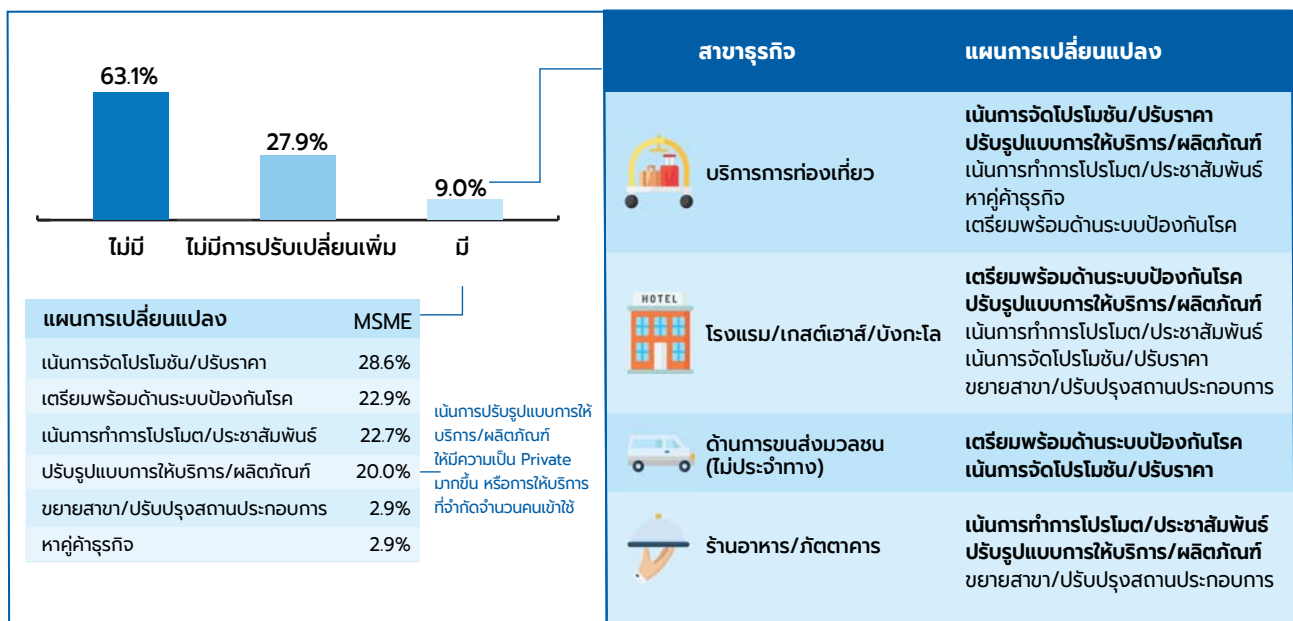 63.1%
27.9%
9.0%
ไม่มี
ไม่มีการปรับเปลี่ยนเพิ่ม
มี
แผนการเปลี่ยนแปลง MSME
เน้นการจัดโปรโมชัน/ปรับราคา 28.6%
เตรียมพร้อมด้านระบบป้องกันโรค 22.9%
เน้นการทำการโปรโมต/ประชาสัมพันธ์ 22.7%
ปรับรูปแบบการให้บริการ/ผลิตภัณฑ์ 20.0%
ขยายสาขา/ปรับปรุงสถานประกอบการ 2.9%
หาคู่ค้าธุรกิจ 2.9%
เน้นการปรับรูปแบบการให้
บริการ/ผลิตภัณฑ์
ให้มีความเป็น Private
มากขึ้น หรือการให้บริการ
ที่จำกัดจำนวนคนเข้าใช้
สาขาธุรกิจ แผนการเปลี่ยนแปลง
บริการการท่องเที่ยว
เน้นการจัดโปรโมชัน/ปรับราคา
ปรับรูปแบบการให้บริการ/ผลิตภัณฑ์
เน้นการทำการโปรโมต/ประชาสัมพันธ์
หาคู่ค้าธุรกิจ
เตรียมพร้อมด้านระบบป้องกันโรค
HOTEL
โรงแรม/เกสต์เฮาส์/บังกะโล
เตรียมพร้อมด้านระบบป้องกันโรค
ปรับรูปแบบการให้บริการ/ผลิตภัณฑ์
เน้นการทำการโปรโมต/ประชาสัมพันธ์
เน้นการจัดโปรโมชัน/ปรับราคา
ขยายสาขา/ปรับปรุงสถานประกอบการ
ด้านการขนส่งมวลชน
(ไม่ประจำทาง)
เตรียมพร้อมด้านระบบป้องกันโรค
เน้นการจัดโปรโมชัน/ปรับราคา
ร้านอาหาร/ภัตตาคาร
เน้นการทำการโปรโมต/ประชาสัมพันธ์
ปรับรูปแบบการให้บริการ/ผลิตภัณฑ์
ขยายสาขา/ปรับปรุงสถานประกอบการ